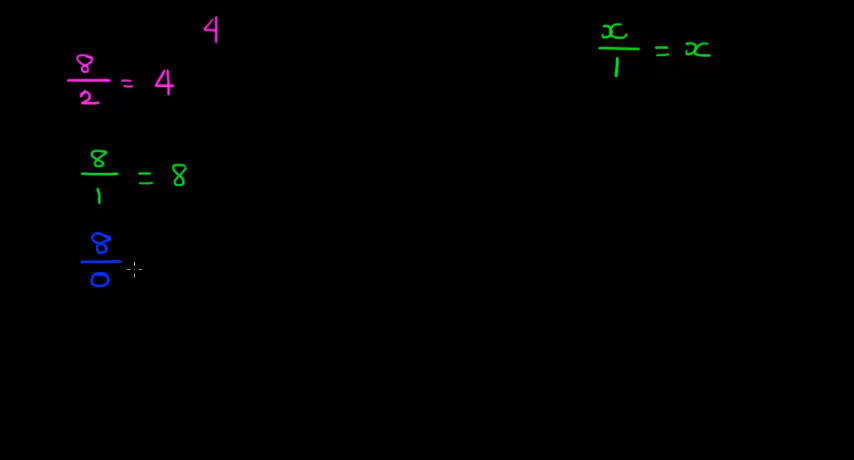 4
8/2 = 4
8/1 = 8
8/0
x/1 = x